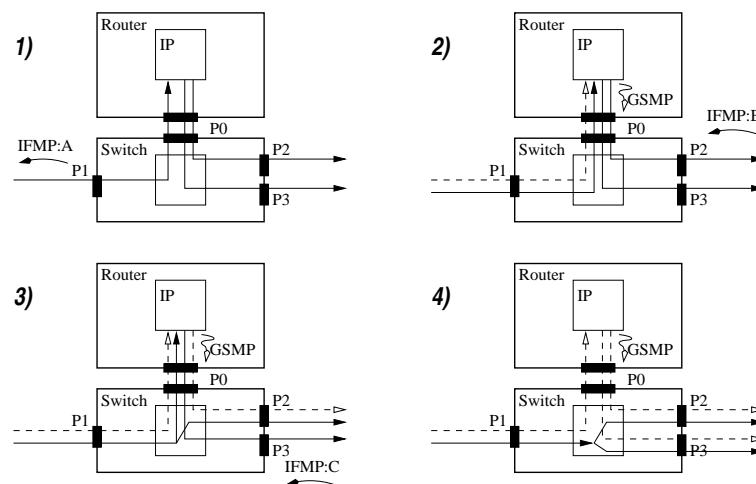 1)
Router
IP
P0
IFMP:A
Switch
P1
P2
P3
2)
Router
IP
GSMP
P0
IFMP:B
Switch
P1
P2
P3
3)
Router
IP
GSMP
P0
Switch
P1
P2
P3
IFMP:C
4)
Router
IP
GSMP
P0
Switch
P1
P2
P3